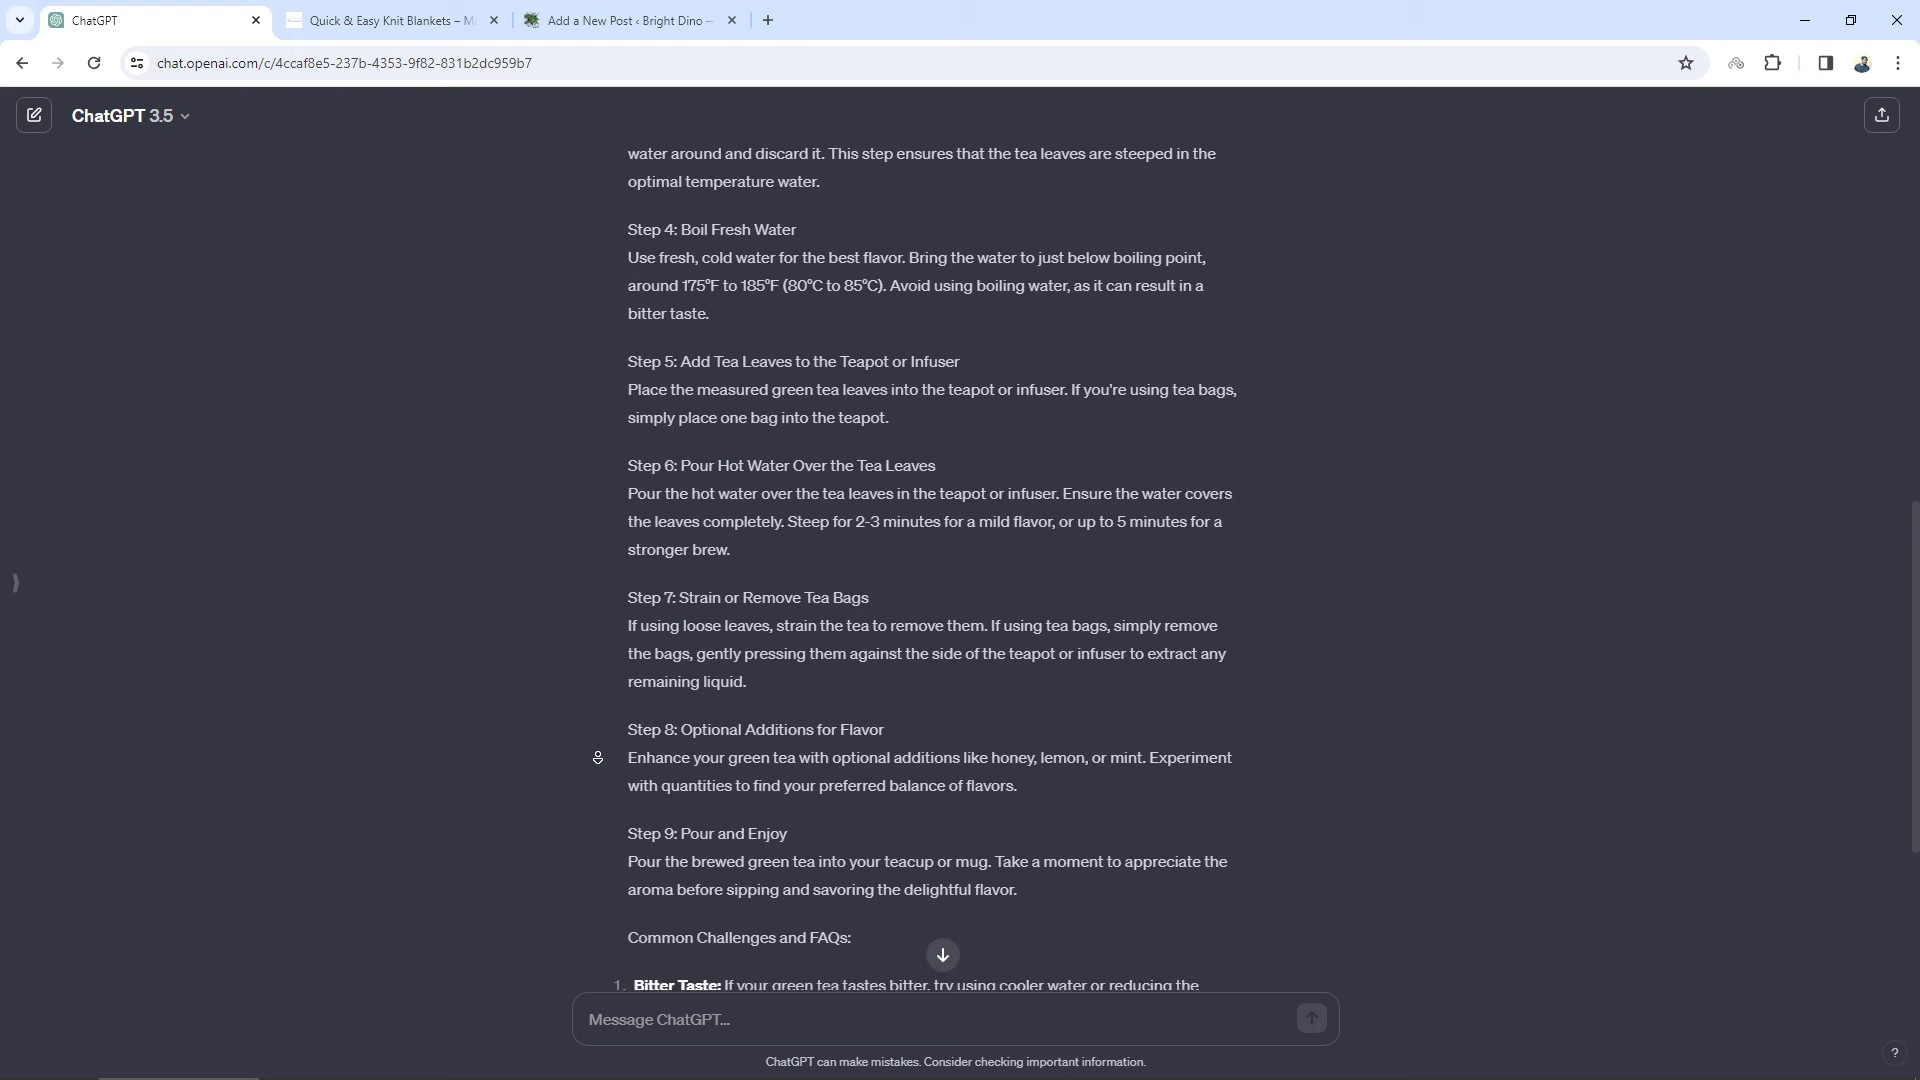 ChatGPT
Quick & Easy Knit Blankets – M
Add a New Post ‹ Bright Dino —
chat.openai.com/c/4ccaf8e5-237b-4353-9f82-831b2dc959b7
ChatGPT 3.5
water around and discard it. This step ensures that the tea leaves are steeped in the
optimal temperature water.
Step 4: Boil Fresh Water
Use fresh, cold water for the best flavor. Bring the water to just below boiling point,
around 175°F to 185°F (80°C to 85°C). Avoid using boiling water, as it can result in a
bitter taste.
Step 5: Add Tea Leaves to the Teapot or Infuser
Place the measured green tea leaves into the teapot or infuser. If you're using tea bags,
simply place one bag into the teapot.
Step 6: Pour Hot Water Over the Tea Leaves
Pour the hot water over the tea leaves in the teapot or infuser. Ensure the water covers
the leaves completely. Steep for 2-3 minutes for a mild flavor, or up to 5 minutes for a
stronger brew.
Step 7: Strain or Remove Tea Bags
If using loose leaves, strain the tea to remove them. If using tea bags, simply remove
the bags, gently pressing them against the side of the teapot or infuser to extract any
remaining liquid.
Step 8: Optional Additions for Flavor
Enhance your green tea with optional additions like honey, lemon, or mint. Experiment
with quantities to find your preferred balance of flavors.
Step 9: Pour and Enjoy
Pour the brewed green tea into your teacup or mug. Take a moment to appreciate the
aroma before sipping and savoring the delightful flavor.
Common Challenges and FAQs:
1. Bitter Taste: If your green tea tastes bitter, try using cooler water or reducing the
Message ChatGPT...
ChatGPT can make mistakes. Consider checking important information.
?